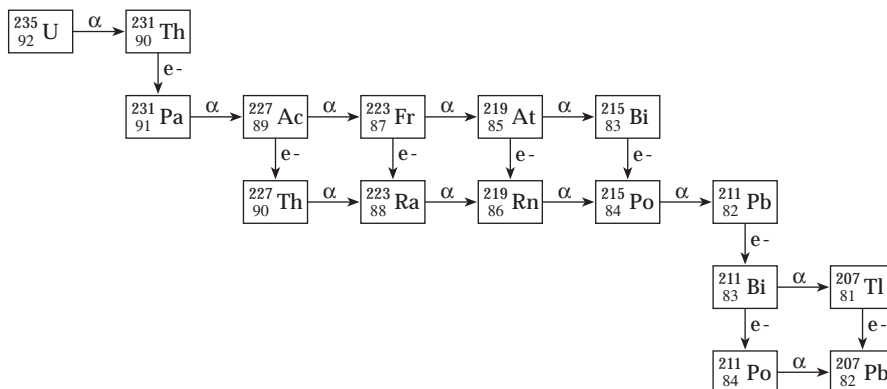 235 92 U α 231 90 Th
e-
231 91 Pa α 227 89 Ac α 223 87 Fr α 219 85 At α 215 83 Bi
e- e- e- e-
227 90 Th α 223 88 Ra α 219 86 Rn α 215 84 Po α 211 82 Pb
e-
211 83 Bi α 207 81 Tl
e- e-
211 84 Po α 207 82 Pb